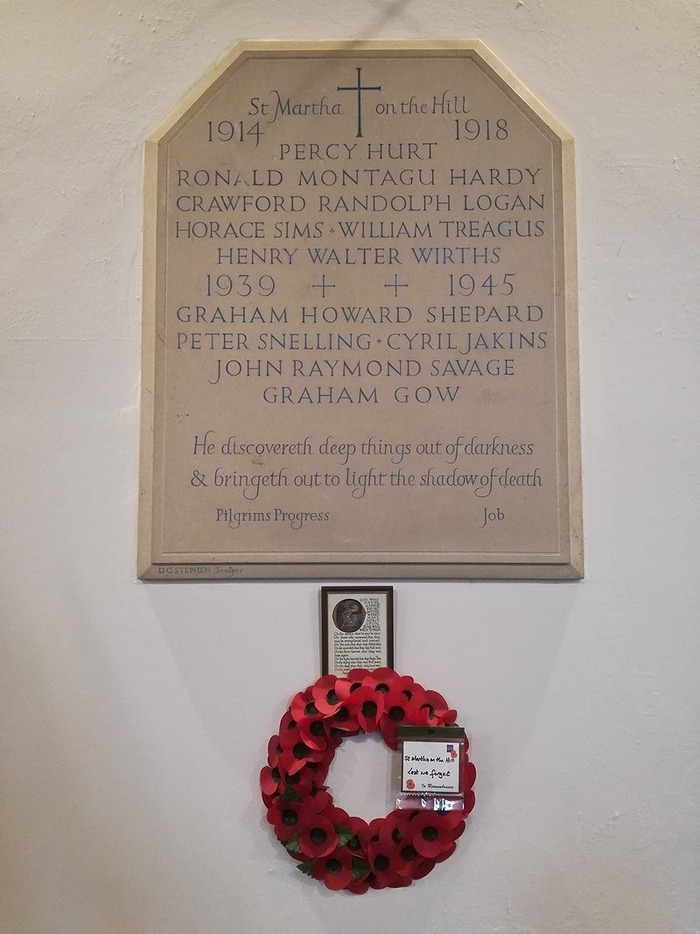 St Martha on the Hill
1914 1918
PERCY HURT
RONALD MONTAGU HARDY
CRAWFORD RANDOLPH LOGAN
HORACE SIMS + WILLIAM TREAGUS
HENRY WALTER WIRTHS
1939 + + 1945
GRAHAM HOWARD SHEPARD
PETER SNELLING + CYRIL JAKINS
JOHN RAYMOND SAVAGE
GRAHAM GOW
He discovereth deep things out of darkness
& bringeth out to light the shadow of death
Pilgrims Progress Job
D G STEPHEN Sculptor
St Martha on the Hill
Lest we forget
In Remembrance